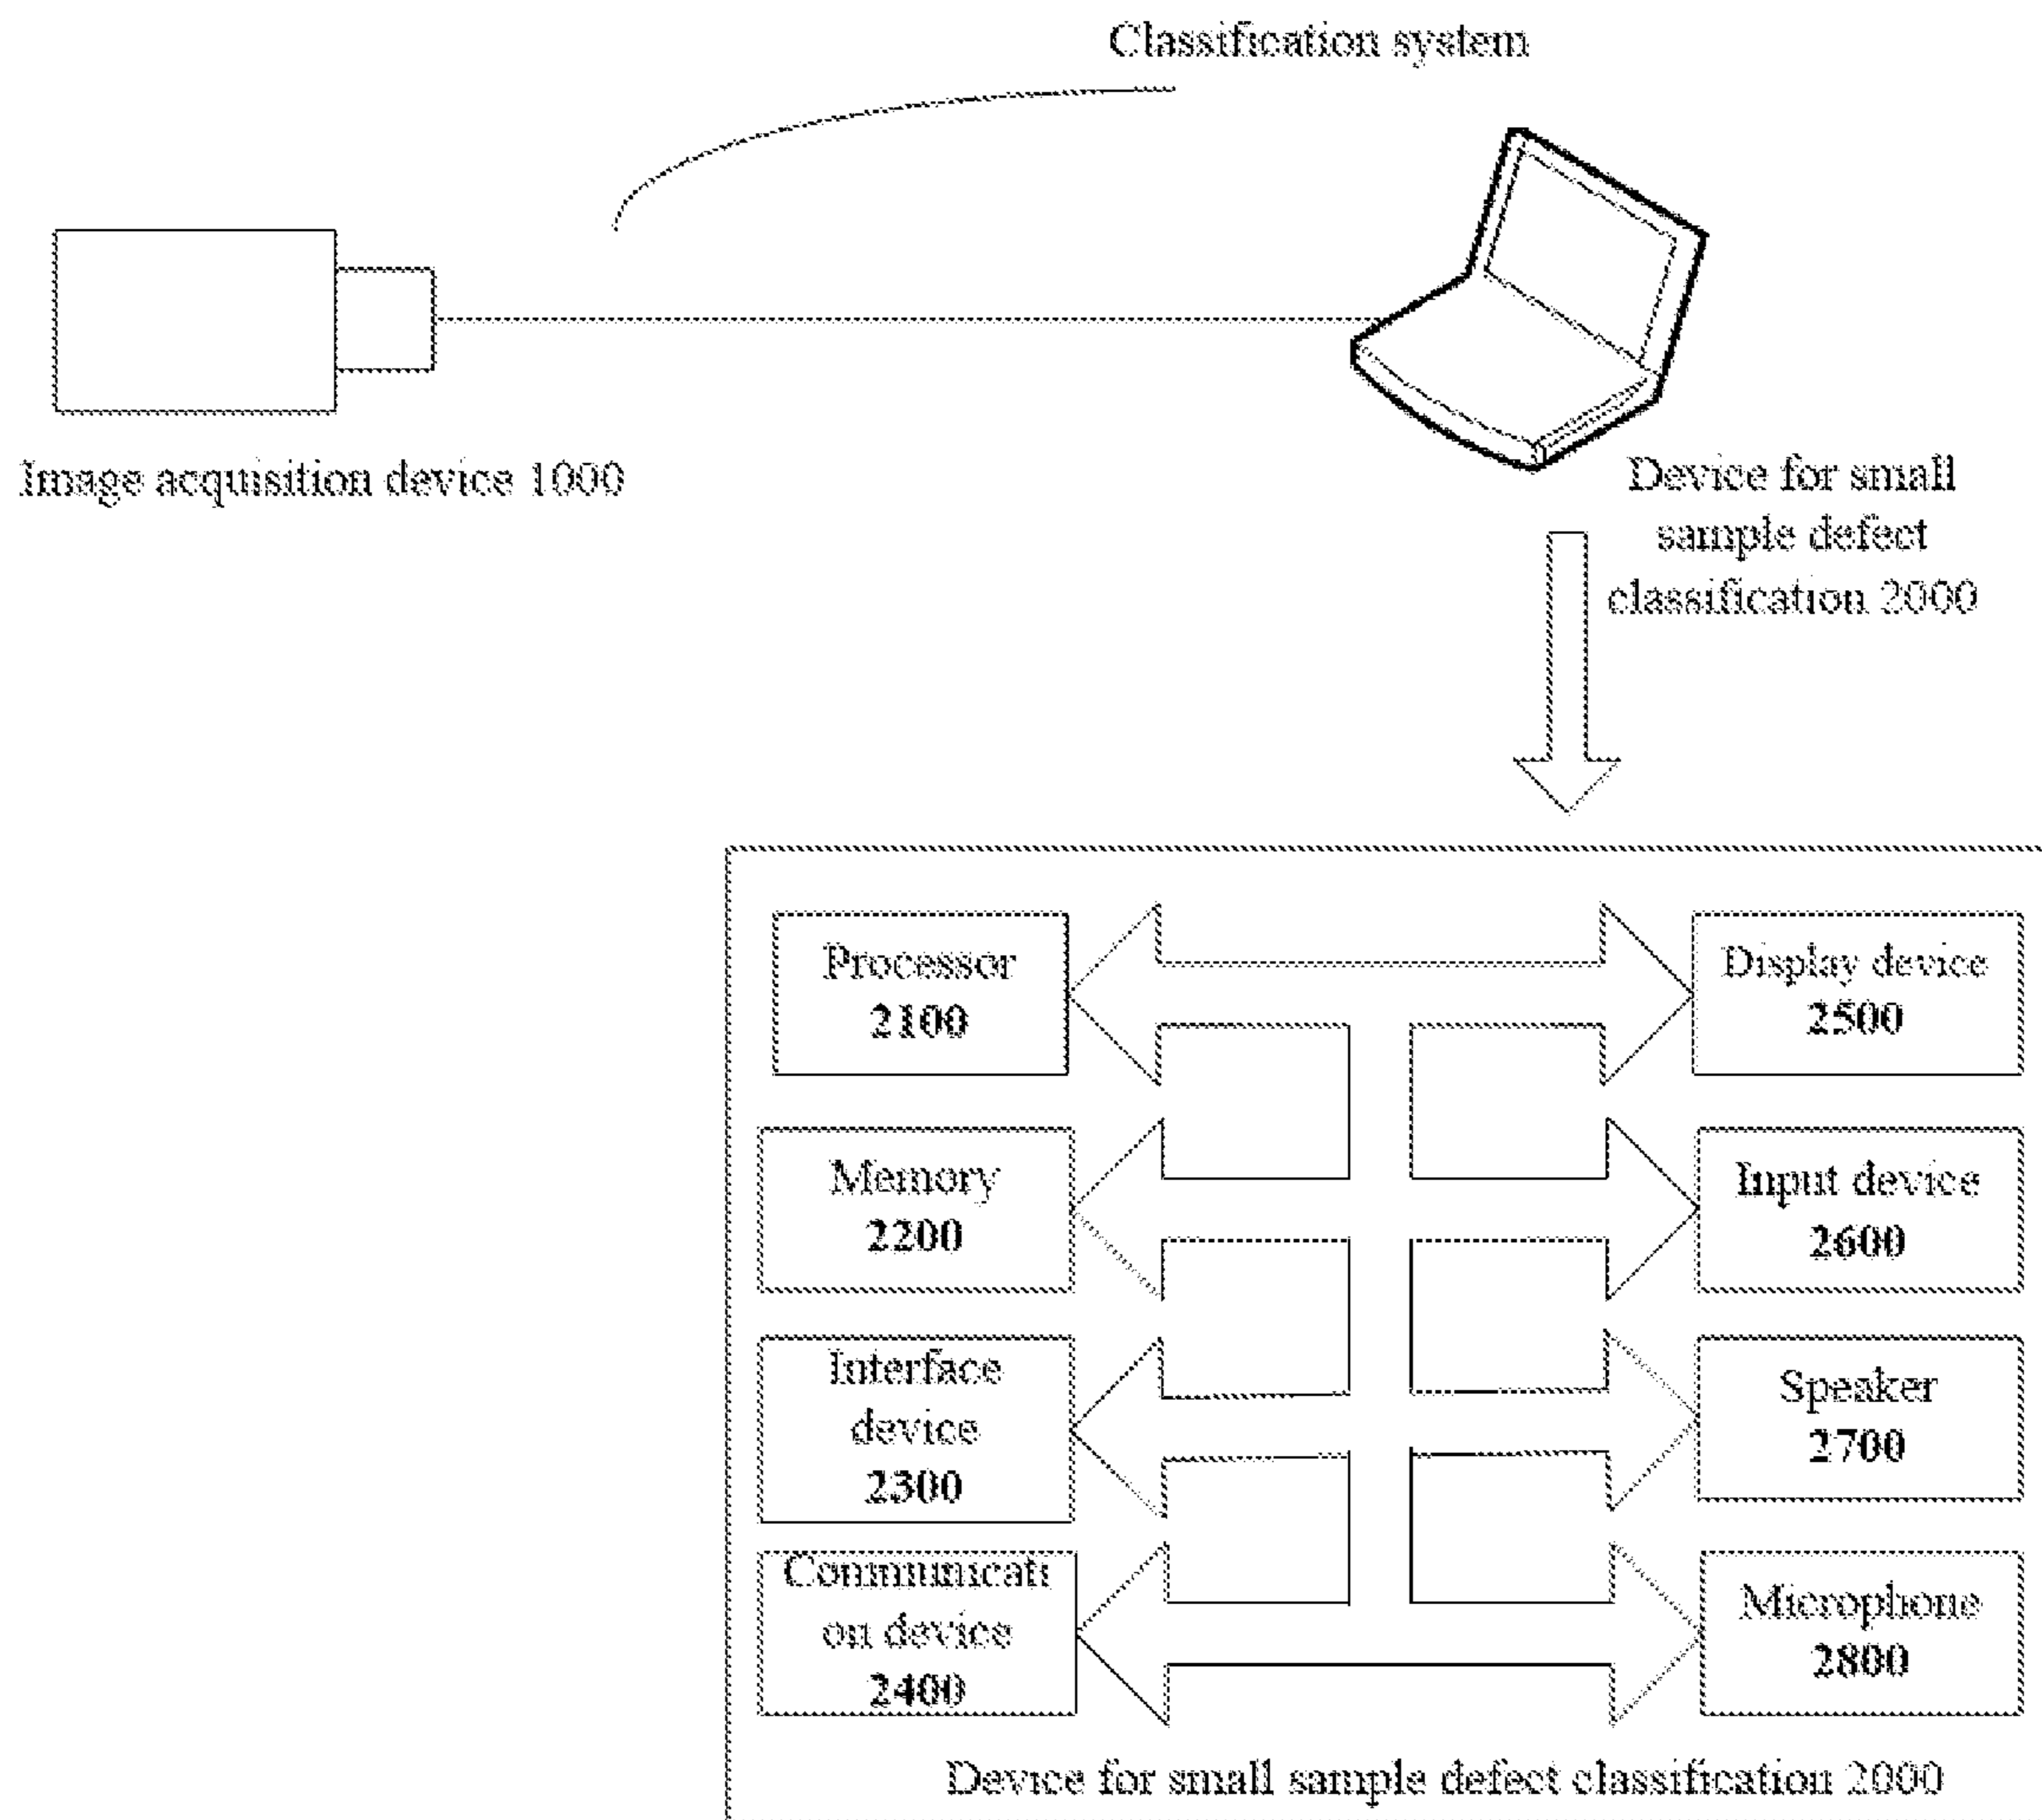 Classification system
Image acquisition device 1000
Device for small
sample defect
classification 2000
Processor
2100
Display device
2500
Memory
2200
Input device
2600
Interface
device
2300
Speaker
2700
Communicati
on device
2400
Microphone
2800
Device for small sample defect classification 2000